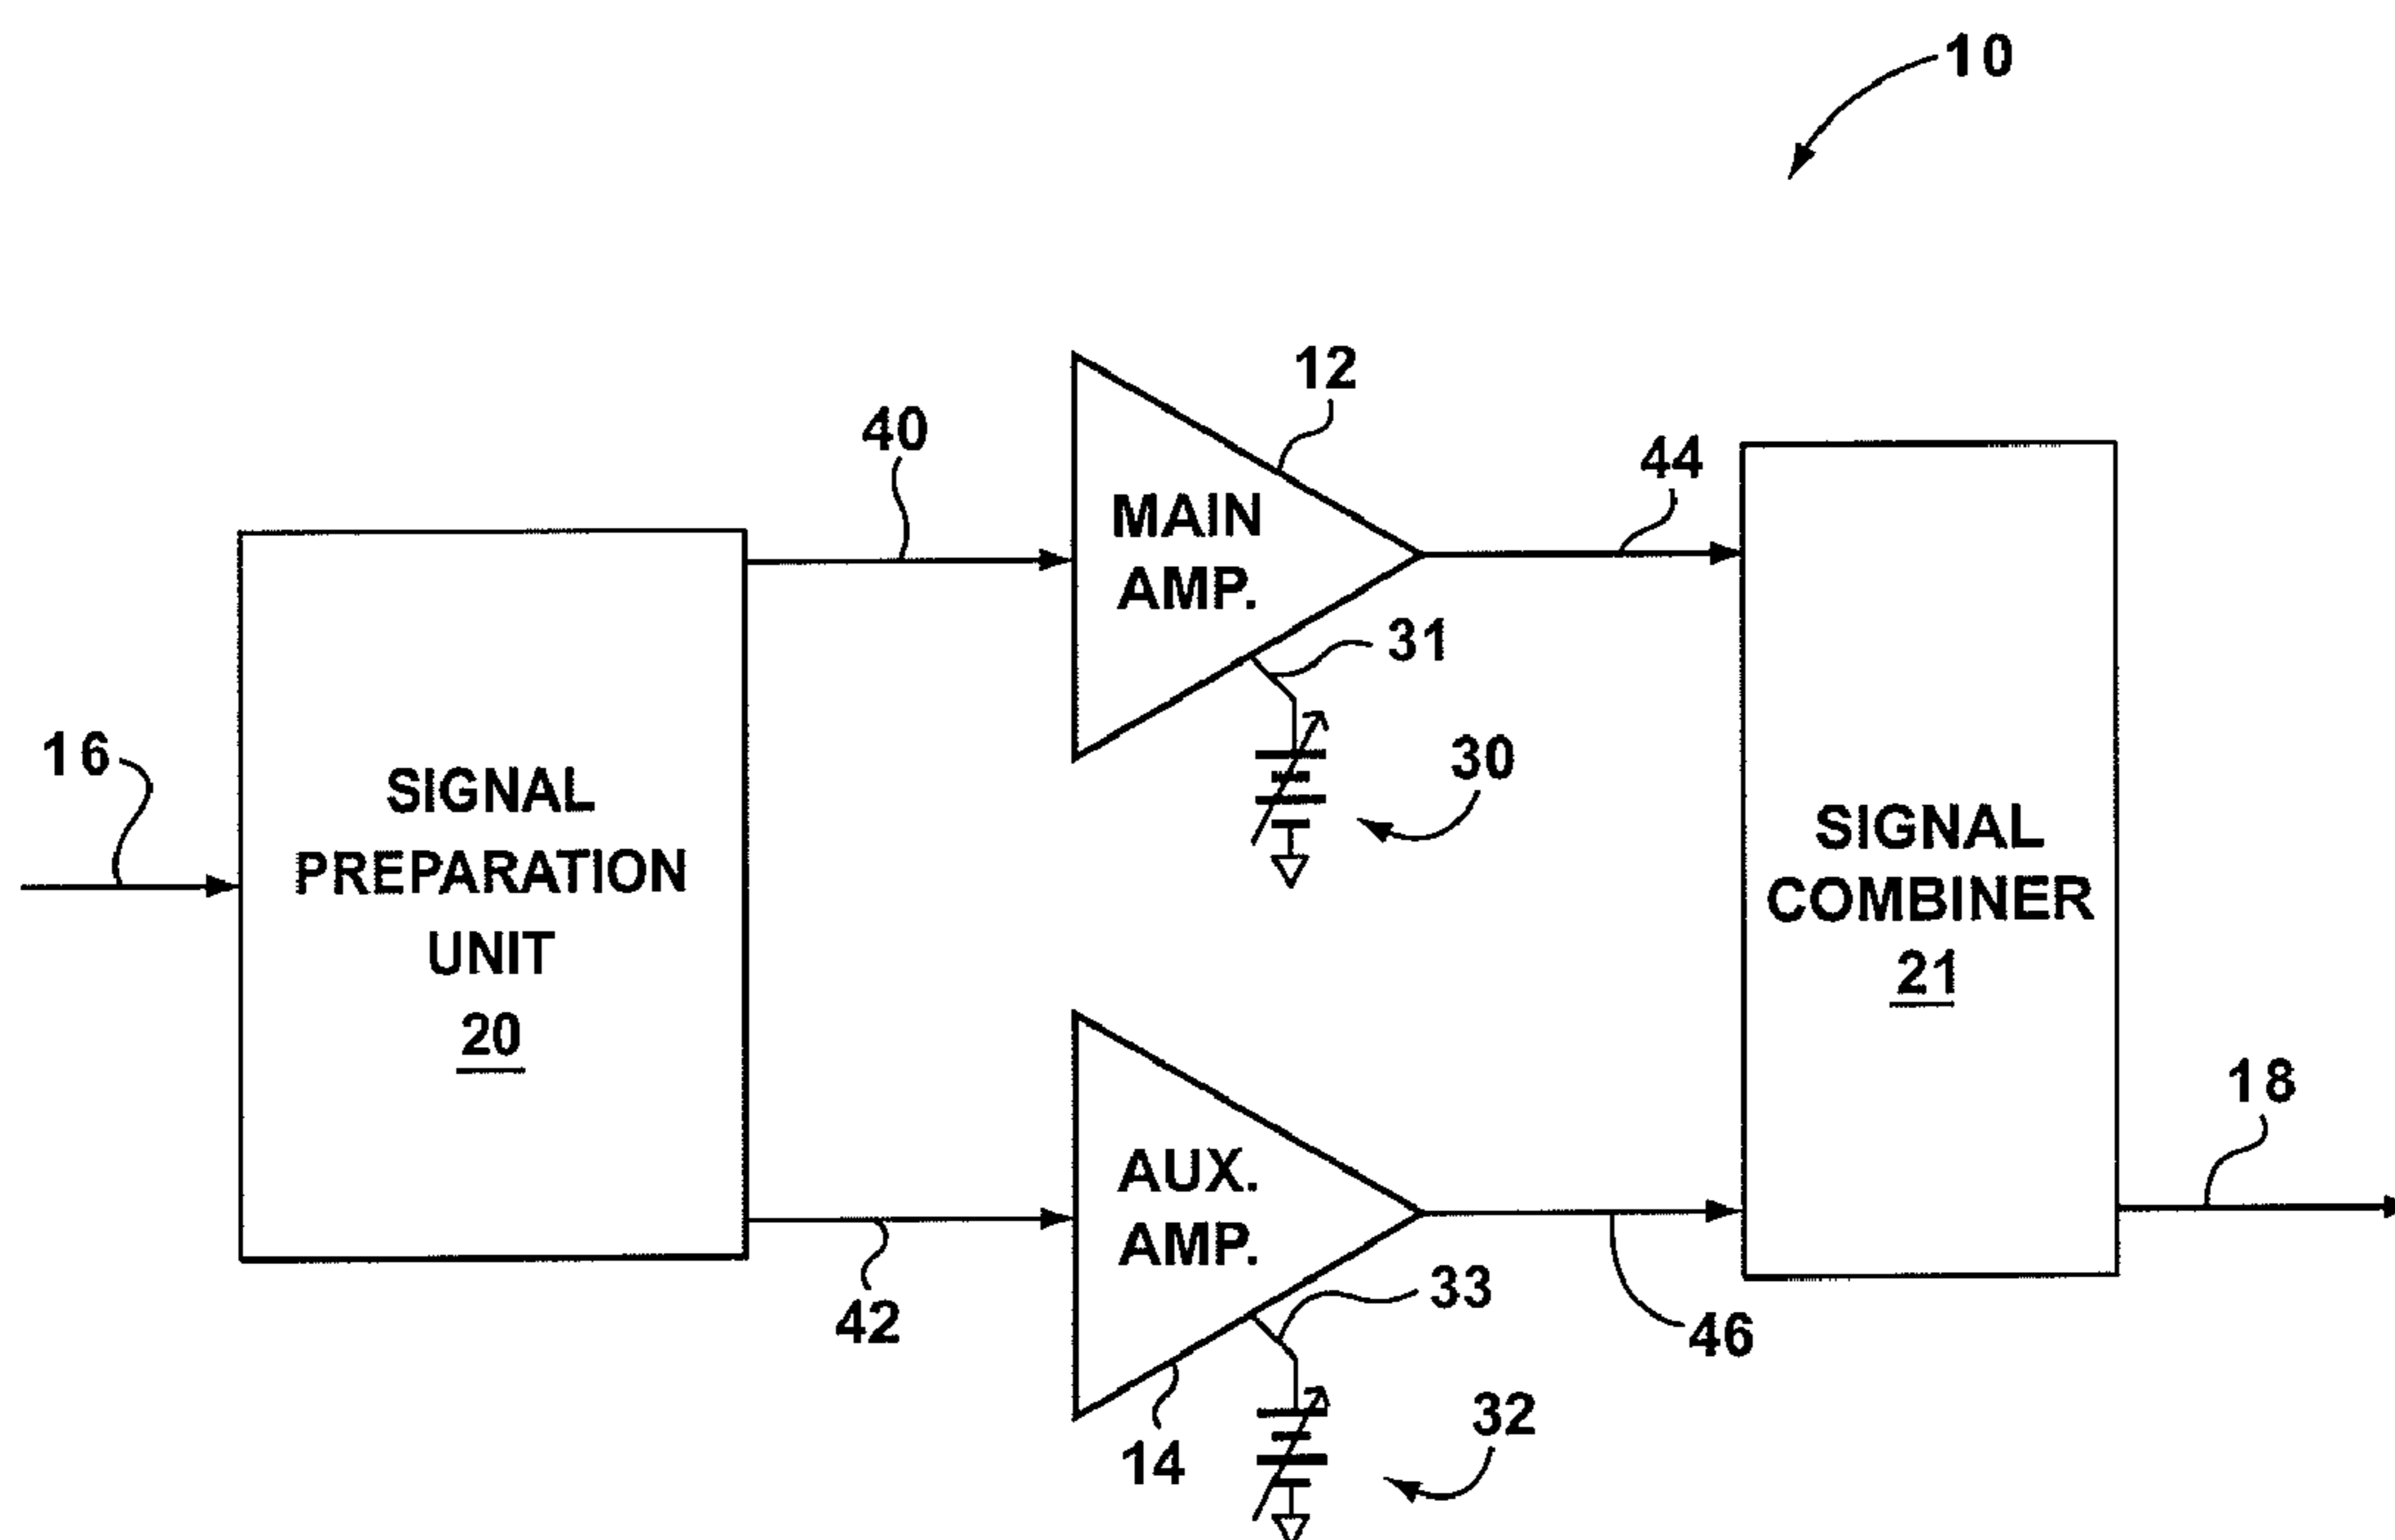 10
12
40
44
MAIN
AMP.
31
16
30
SIGNAL
PREPARATION
UNIT
20
SIGNAL
COMBINER
21
18
AUX.
AMP.
33
42
46
14
32